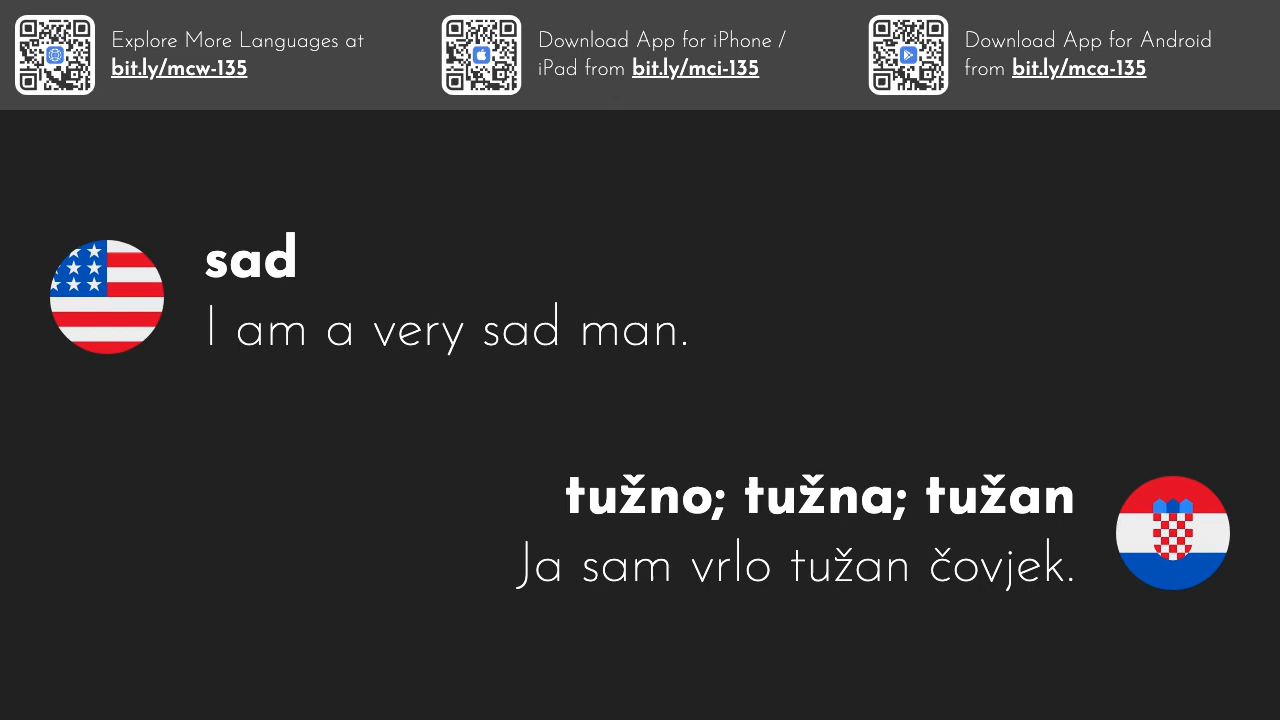 Explore More Languages at
bit.ly/mcw-135
Download App for iPhone /
iPad from bit.ly/mci-135
Download App for Android
from bit.ly/mca-135
sad
I am a very sad man.
tužno; tužna; tužan
Ja sam vrlo tužan čovjek.